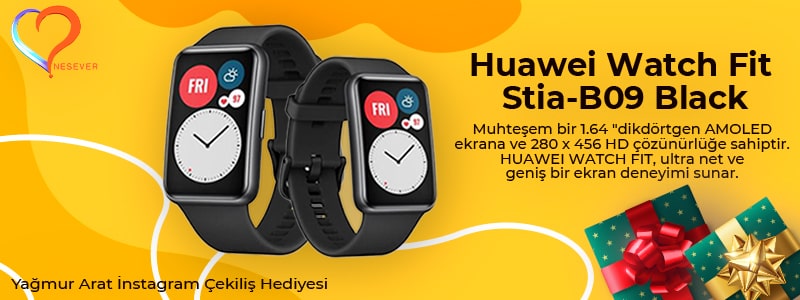 NESEVER
FRI
97
FRI
97
Huawei Watch Fit
Stia-B09 Black
Muhteşem bir 1.64 "dikdörtgen AMOLED
ekrana ve 280 x 456 HD çözünürlüğe sahiptir.
HUAWEI WATCH FIT, ultra net ve
geniş bir ekran deneyimi sunar.
Yağmur Arat İnstagram Çekiliş Hediyesi